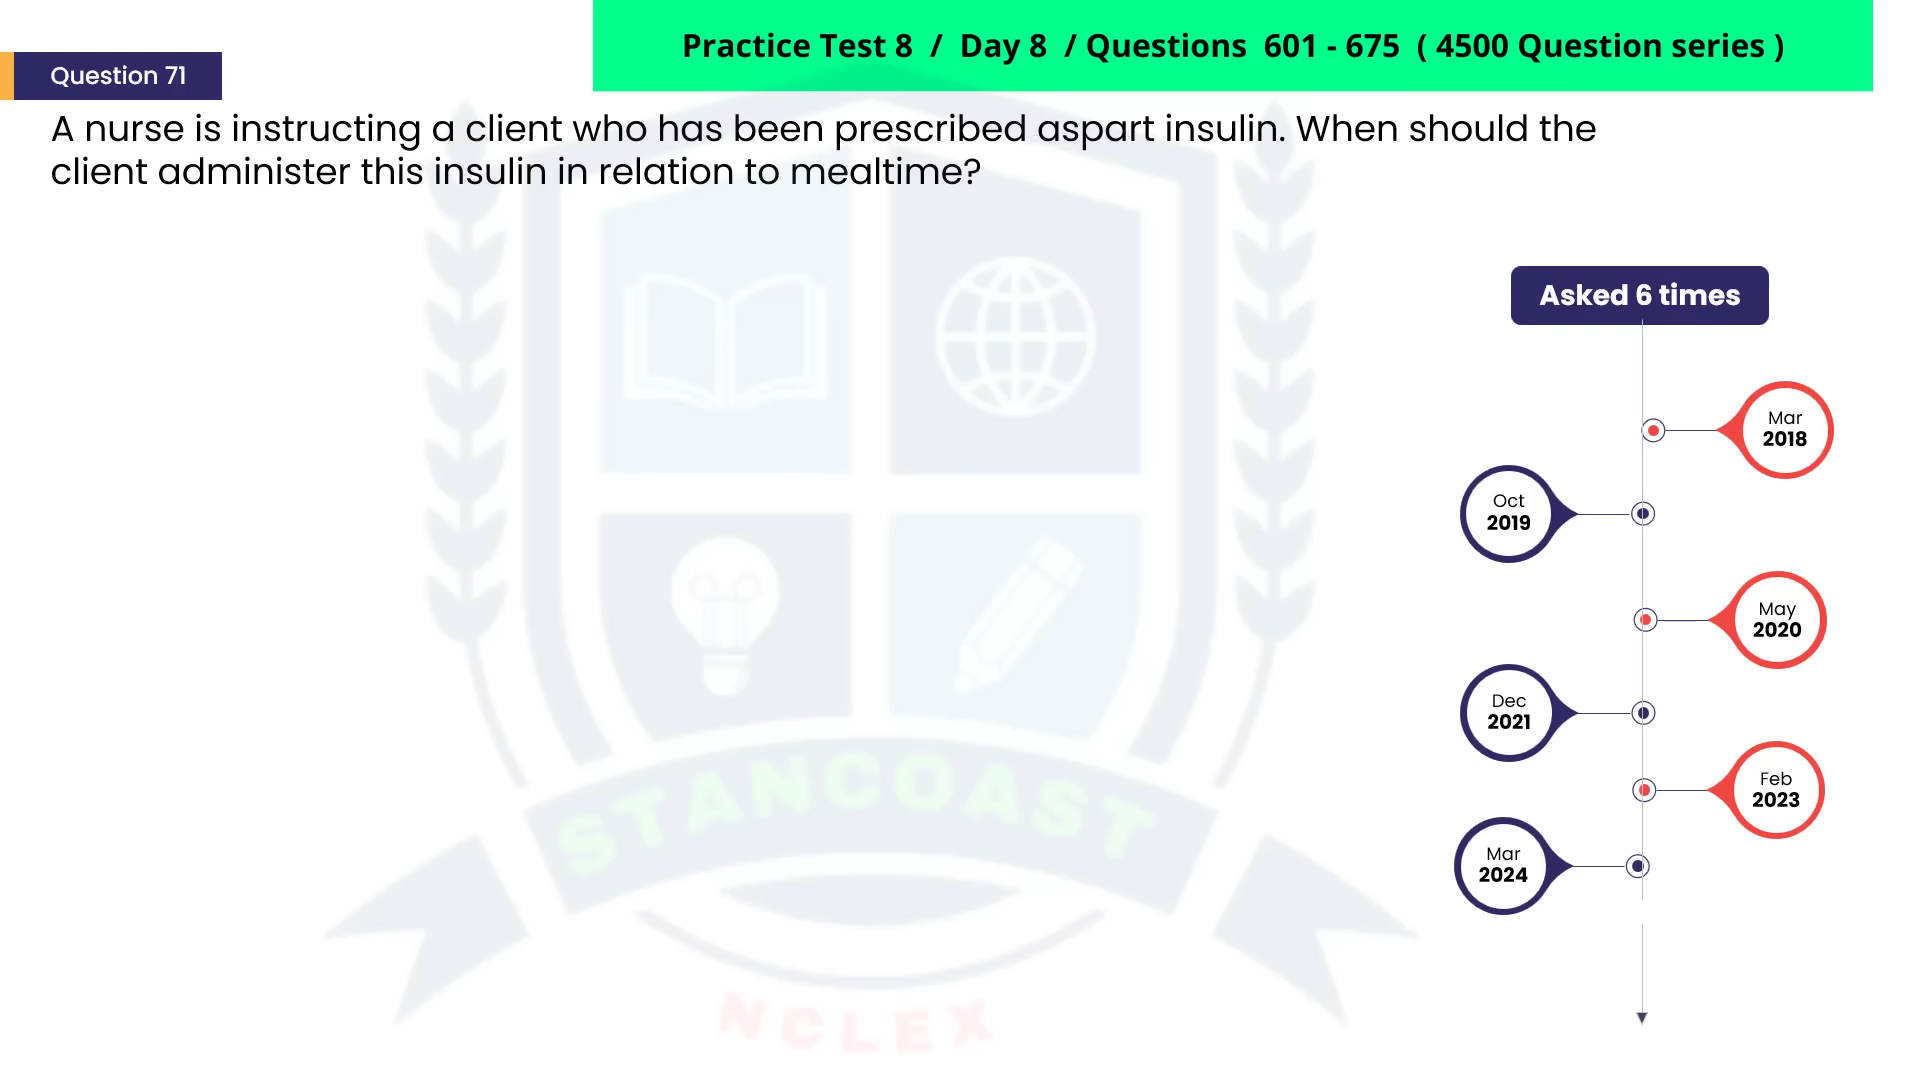 Practice Test 8 / Day 8 / Questions 601 - 675 ( 4500 Question series )
Question 71
A nurse is instructing a client who has been prescribed aspart insulin. When should the
client administer this insulin in relation to mealtime?
Asked 6 times
Mar
2018
Oct
2019
May
2020
Dec
2021
Feb
2023
Mar
2024
STANCOAST
NCLEX